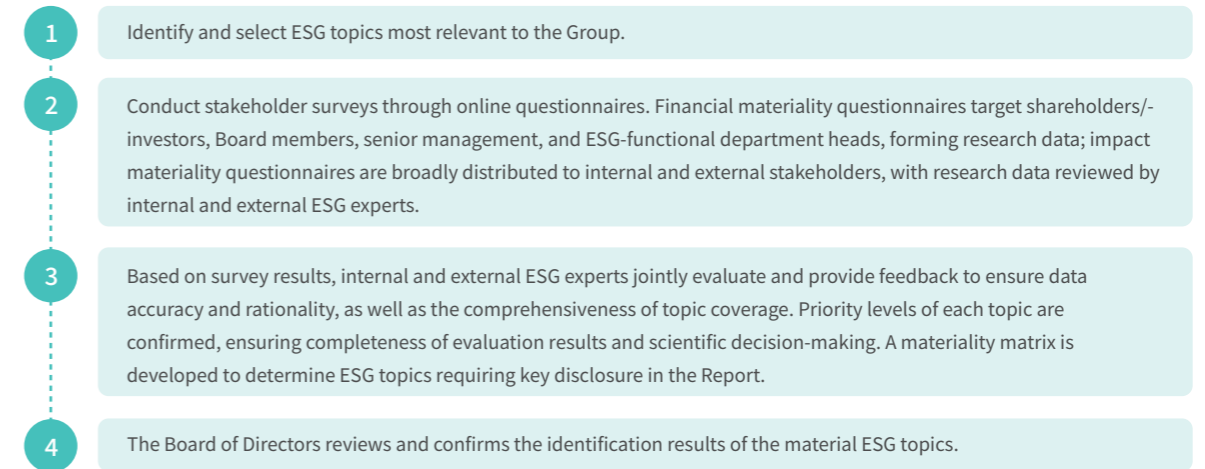 1
Identify and select ESG topics most relevant to the Group.
2
Conduct stakeholder surveys through online questionnaires. Financial materiality questionnaires target shareholders/-
investors, Board members, senior management, and ESG-functional department heads, forming research data; impact
materiality questionnaires are broadly distributed to internal and external stakeholders, with research data reviewed by
internal and external ESG experts.
3
Based on survey results, internal and external ESG experts jointly evaluate and provide feedback to ensure data
accuracy and rationality, as well as the comprehensiveness of topic coverage. Priority levels of each topic are
confirmed, ensuring completeness of evaluation results and scientific decision-making. A materiality matrix is
developed to determine ESG topics requiring key disclosure in the Report.
4
The Board of Directors reviews and confirms the identification results of the material ESG topics.